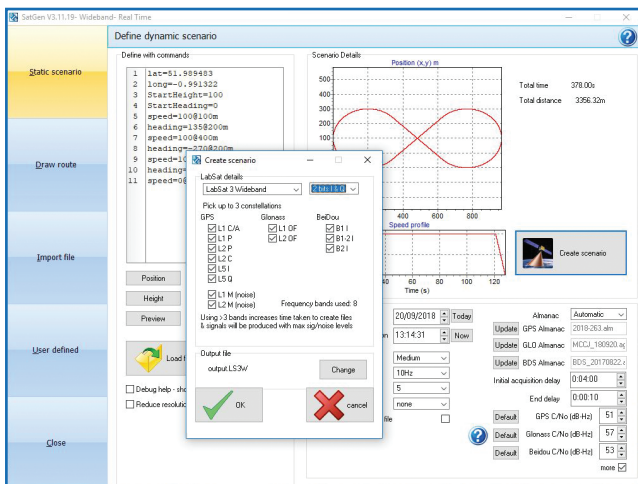 SatGen V3.11.19- Wideband- Real Time
Define dynamic scenario
Static scenario
Draw route
Import file
User defined
Close
Define with commands
1 lat=51.989483
2 long=-0.991322
3 StartHeight=100
4 StartHeading=0
5 speed=100@100m
6 heading=135@200m
7 speed=100@400m
8 heading=-270@200m
9 speed=10
10 heading=
11 speed=0@
Position
Height
Preview
Load f
Debug help - sho
Reduce resolutio
Scenario Details
Position (x,y) m
500
400
300
200
100
400 600 800
Speed profile
40 60 80 100 120
Time (s)
Total time 378.00s
Total distance 3356.32m
Create scenario
Create scenario
LabSat details
LabSat 3 Wideband
2 bits I & Q
Pick up to 3 constellations
GPS Glonass BeiDou
L1 C/A L1 OF B1 I
L1 P L2 OF B1-2 I
L2 P B2 I
L2 C
L5 I
L5 Q
L1 M (noise)
L2 M (noise) Frequency bands used: 8
Using >3 bands increases time taken to create files
& signals will be produced with max sig/noise levels
Output file
output.LS3W
Change
OK
cancel
20/09/2018 Today
on 13:14:31 Now
Medium
10Hz
5
none
file
Almanac Automatic
Update GPS Almanac 2018-263.alm
Update GLO Almanac MCCJ_180920.ag
Update BDS Almanac BDS_20170822.a
Initial acquisition delay 0:04:00
End delay 0:00:10
Default GPS C/No (dB-Hz) 51
Default Glonass C/No (dB-Hz) 57
Default Beidou C/No (dB-Hz) 53
more